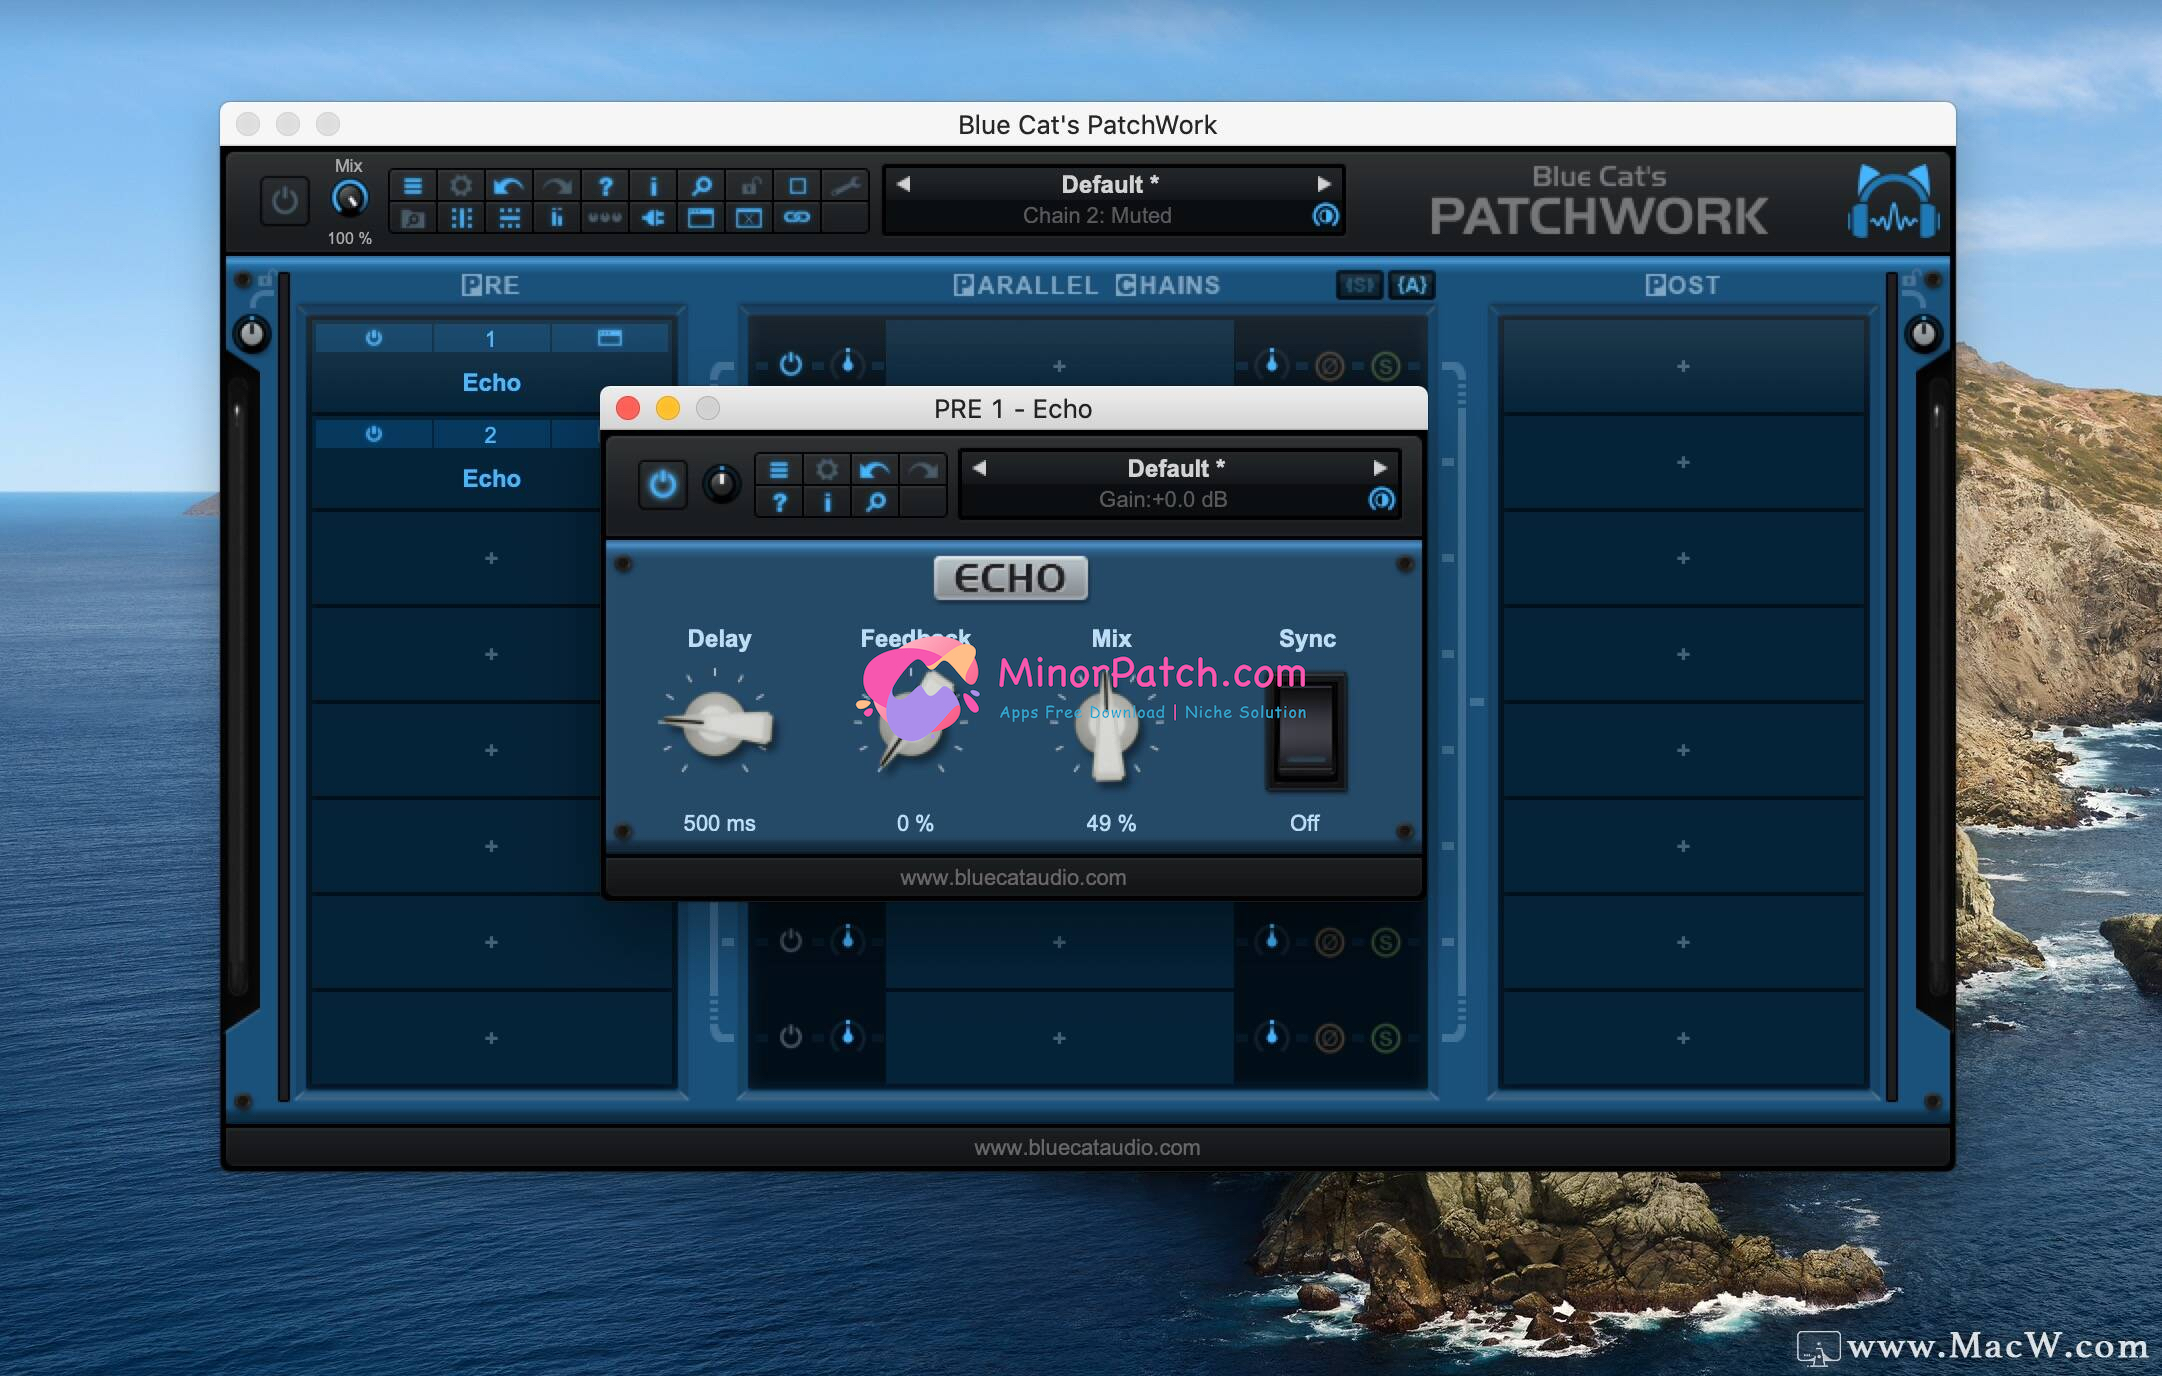 Blue Cat's PatchWork
Mix
100 %
Default *
Chain 2: Muted
Blue Cat's
PATCHWORK
PRE
PARALLEL CHAINS
{S}
{A}
POST
1
Echo
2
Echo
S
PRE 1 - Echo
Default *
Gain:+0.0 dB
ECHO
Delay
Feedback
Mix
Sync
MinorPatch.com
Apps Free Download | Niche Solution
500 ms
0 %
49 %
Off
www.bluecataudio.com
S
S
www.bluecataudio.com
www.MacW.com